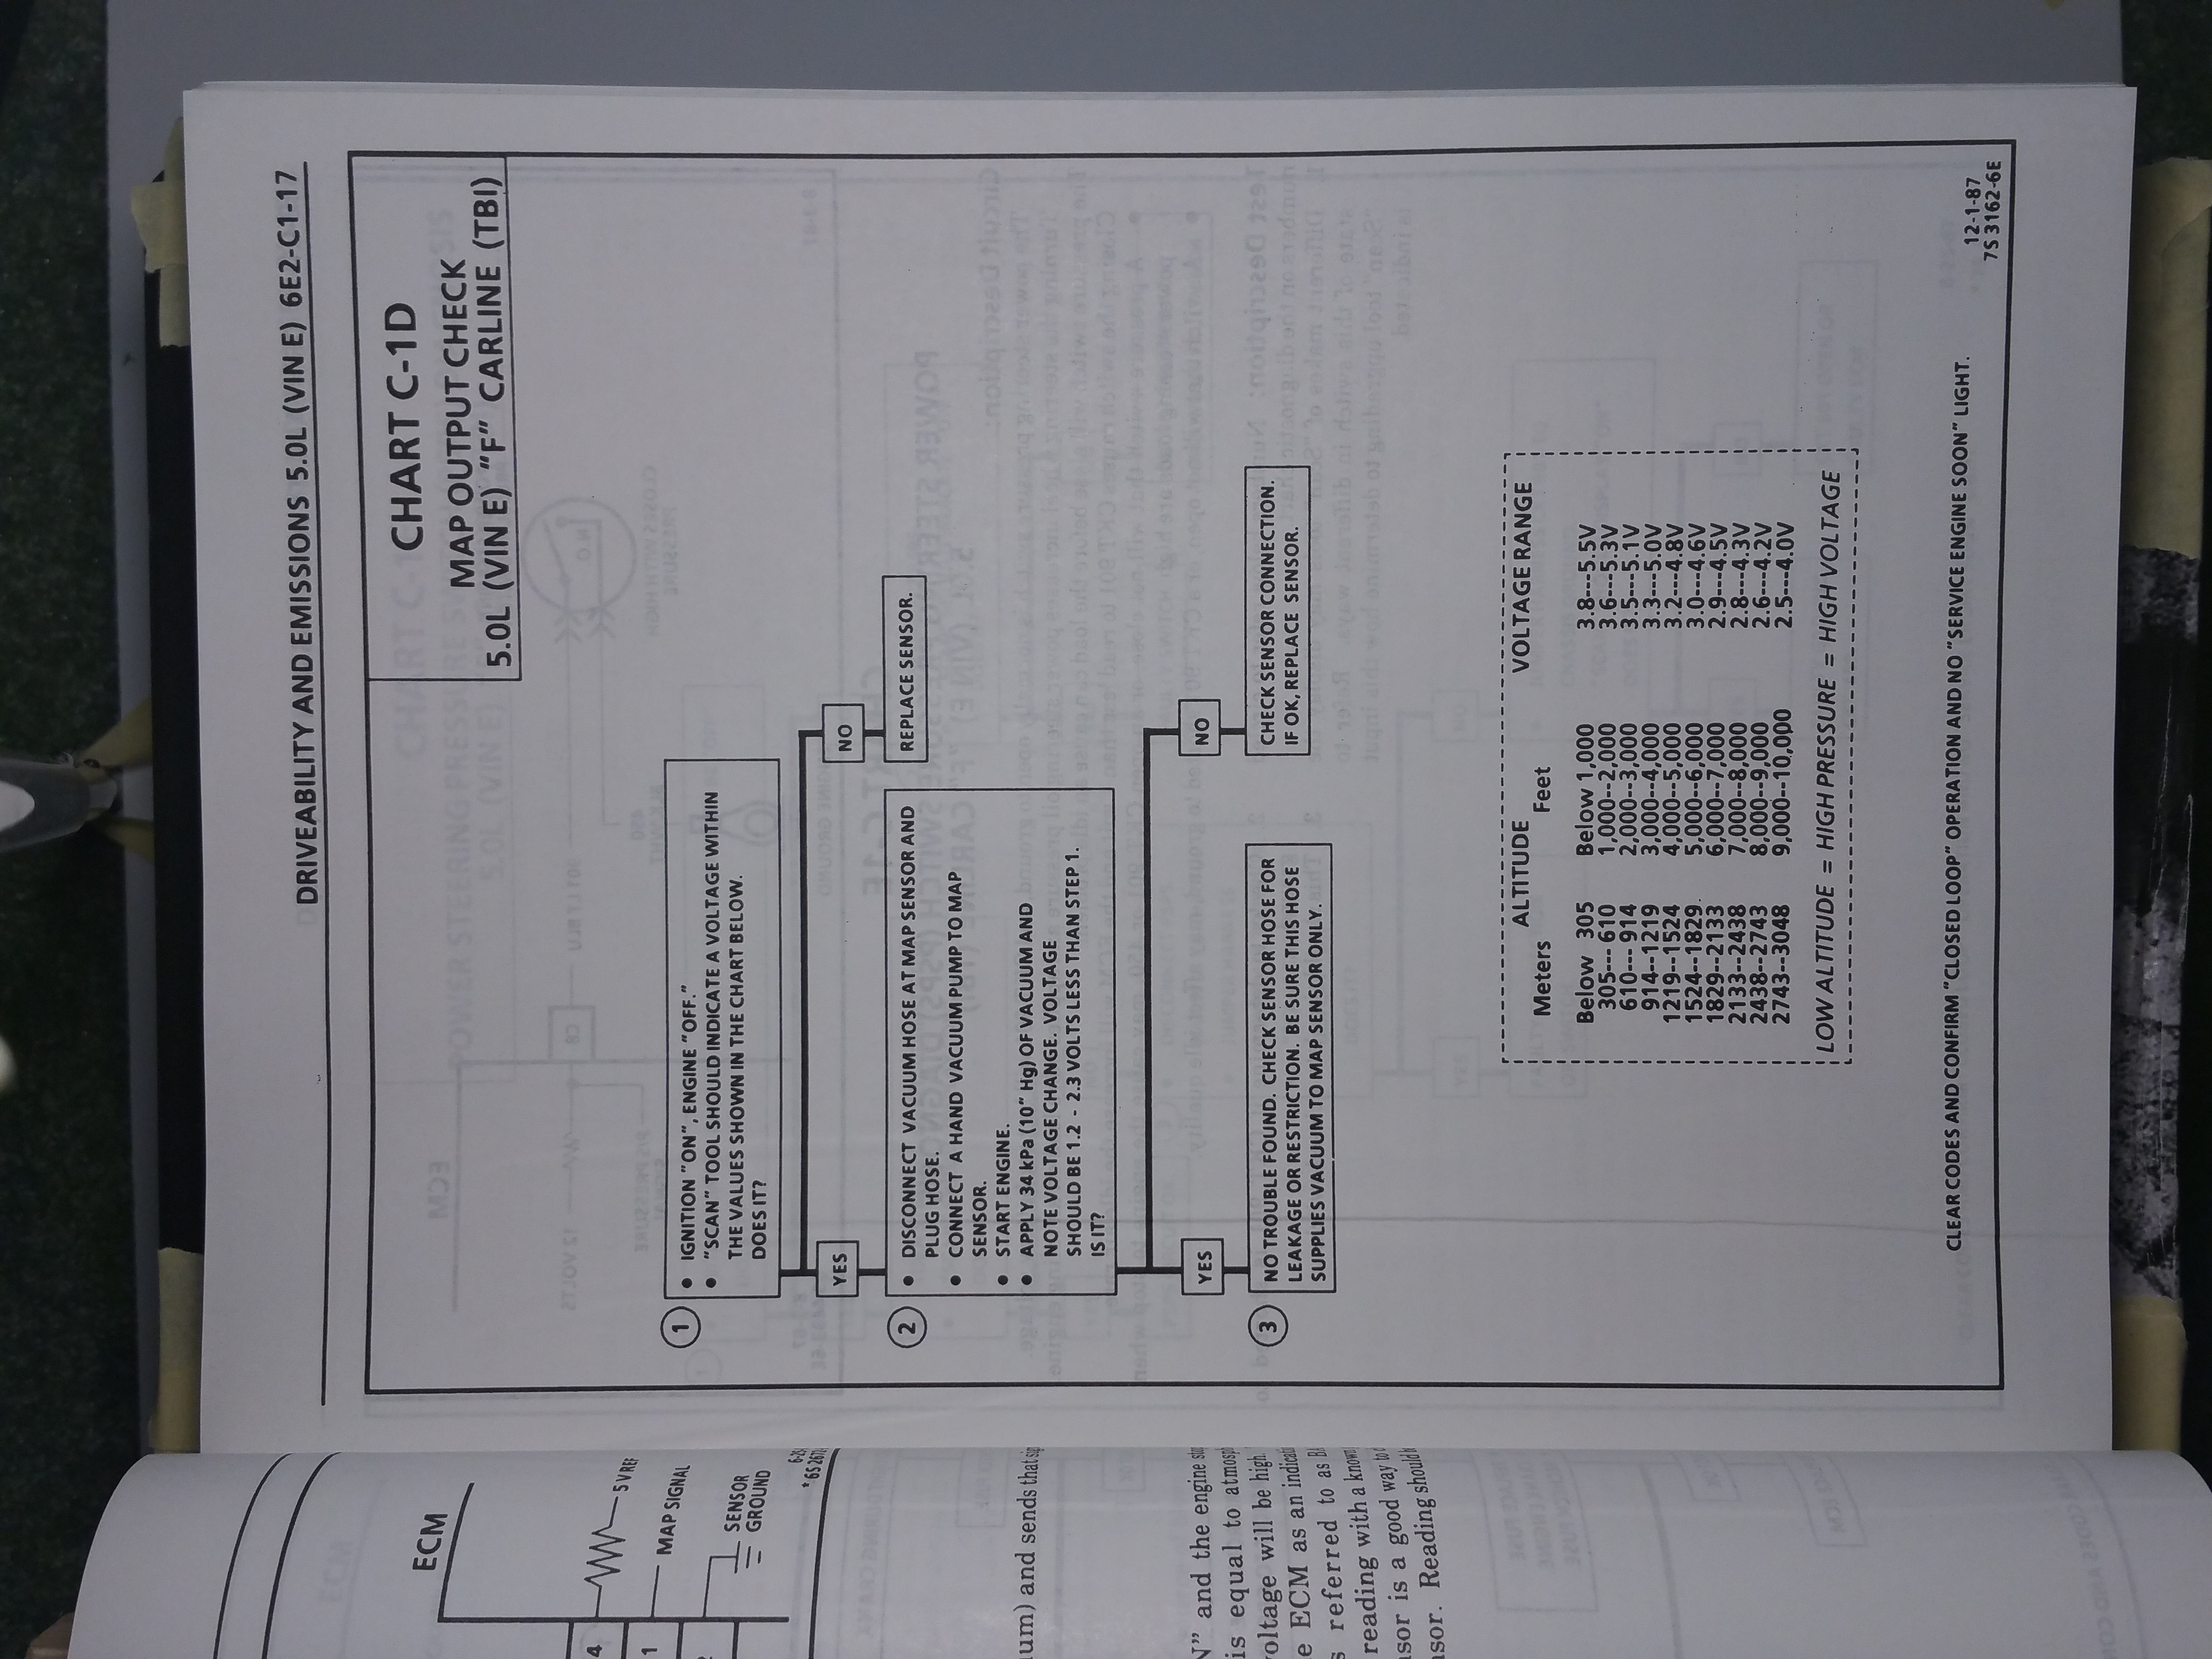 DRIVEABILITY AND EMISSIONS 5.0L (VIN E) 6E2-C1-17
CHART C-1D
MAP OUTPUT CHECK
5.0L (VIN E) "F" CARLINE (TBI)
1
● IGNITION "ON", ENGINE "OFF."
● "SCAN" TOOL SHOULD INDICATE A VOLTAGE WITHIN
THE VALUES SHOWN IN THE CHART BELOW.
DOES IT?
YES
NO
REPLACE SENSOR.
2
● DISCONNECT VACUUM HOSE AT MAP SENSOR AND
PLUG HOSE.
● CONNECT A HAND VACUUM PUMP TO MAP
SENSOR.
● START ENGINE.
● APPLY 34 kPa (10" Hg) OF VACUUM AND
NOTE VOLTAGE CHANGE. VOLTAGE
SHOULD BE 1.2 - 2.3 VOLTS LESS THAN STEP 1.
IS IT?
YES
NO
3
NO TROUBLE FOUND. CHECK SENSOR HOSE FOR
LEAKAGE OR RESTRICTION. BE SURE THIS HOSE
SUPPLIES VACUUM TO MAP SENSOR ONLY.
CHECK SENSOR CONNECTION.
IF OK, REPLACE SENSOR.
ALTITUDE VOLTAGE RANGE
Meters Feet
Below 305 Below 1,000 3.8---5.5V
305--- 610 1,000--2,000 3.6---5.3V
610--- 914 2,000--3,000 3.5---5.1V
914--1219 3,000--4,000 3.3---5.0V
1219--1524 4,000--5,000 3.2---4.8V
1524--1829 5,000--6,000 3.0---4.6V
1829--2133 6,000--7,000 2.9---4.5V
2133--2438 7,000--8,000 2.8---4.3V
2438--2743 8,000--9,000 2.6---4.2V
2743--3048 9,000--10,000 2.5---4.0V
LOW ALTITUDE = HIGH PRESSURE = HIGH VOLTAGE
CLEAR CODES AND CONFIRM "CLOSED LOOP" OPERATION AND NO "SERVICE ENGINE SOON" LIGHT.
12-1-87
7S 3162-6E
ECM
4
5 V REF
1
MAP SIGNAL
SENSOR
GROUND
um) and sends that
and the engine
is equal to atmosp
voltage will be high.
e ECM as an indicati
referred to as
reading with a known
sor is a good way to
sor. Reading should